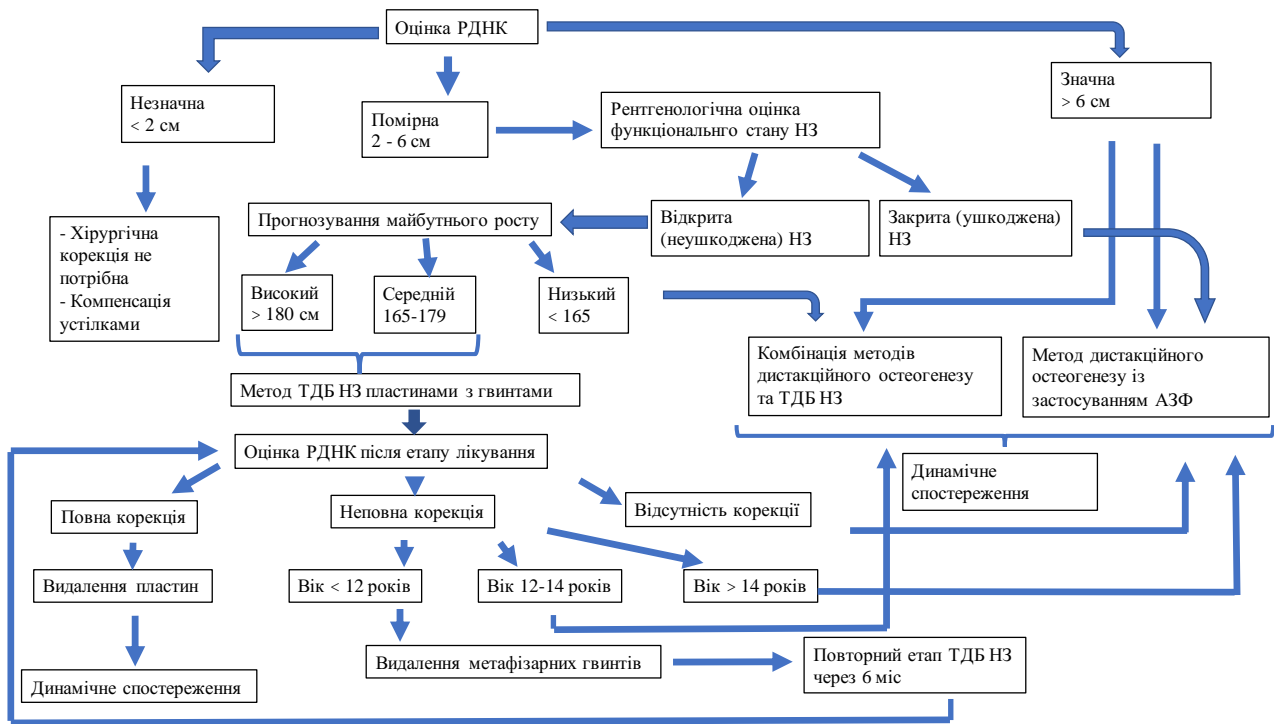 Оцінка РДНК
Незначна
< 2 см
Помірна
2 - 6 см
Рентгенологічна оцінка
функціональнго стану НЗ
Значна
> 6 см
- Хірургічна
корекція не
потрібна
- Компенсація
устілками
Прогнозування майбутнього росту
Відкрита
(неушкоджена) НЗ
Закрита (ушкоджена)
НЗ
Високий
> 180 см
Середній
165-179
Низький
< 165
Комбінація методів
дистакційного остеогенезу
та ТДБ НЗ
Метод дистакційного
остеогенезу із
застосуванням АЗФ
Метод ТДБ НЗ пластинами з гвинтами
Оцінка РДНК після етапу лікування
Динамічне
спостереження
Повна корекція
Неповна корекція
Відсутність корекції
Видалення пластин
Вік < 12 років
Вік 12-14 років
Вік > 14 років
Динамічне спостереження
Видалення метафізарних гвинтів
Повторний етап ТДБ НЗ
через 6 міс